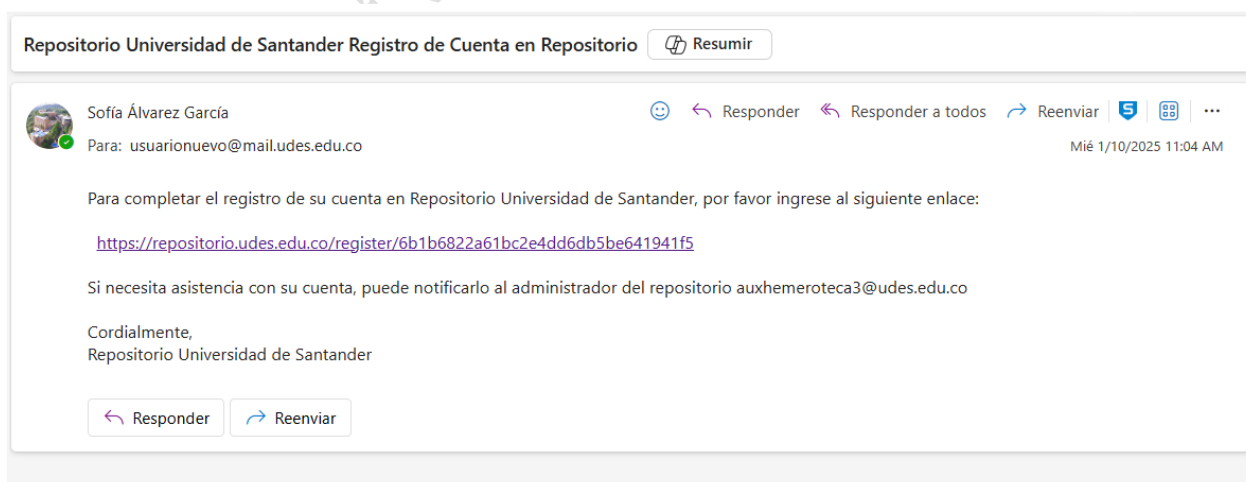 Repositorio Universidad de Santander Registro de Cuenta en Repositorio Resumir
Sofía Álvarez García Responder Responder a todos Reenviar
Para: usuarionuevo@mail.udes.edu.co Mié 1/10/2025 11:04 AM
Para completar el registro de su cuenta en Repositorio Universidad de Santander, por favor ingrese al siguiente enlace:
https://repositorio.udes.edu.co/register/6b1b6822a61bc2e4dd6db5be641941f5
Si necesita asistencia con su cuenta, puede notificarlo al administrador del repositorio auxhemeroteca3@udes.edu.co
Cordialmente,
Repositorio Universidad de Santander
Responder Reenviar